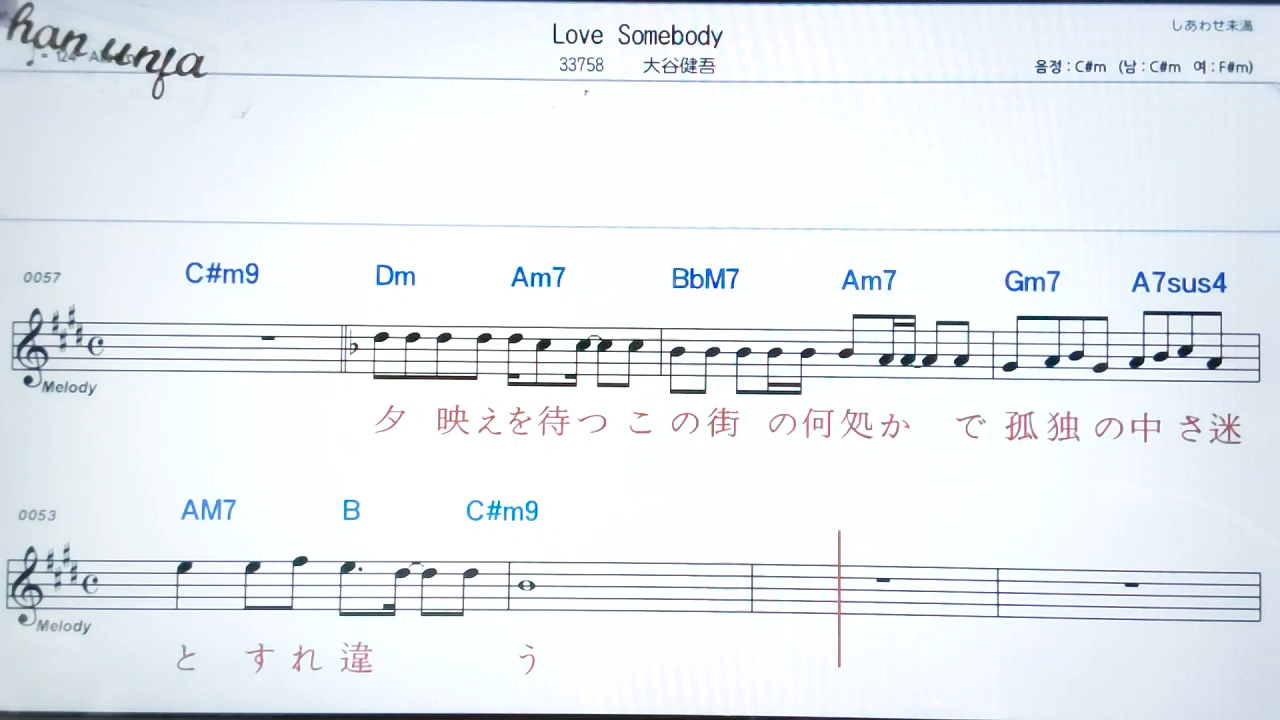 han unfa
Love Somebody
しあわせ未満
33758 大谷健吾
음정 : C#m (남 : C#m 여 : F#m)
0057
C#m9 Dm Am7 BbM7 Am7 Gm7 A7sus4
Melody
夕 映えを待つ この街 の何処か で 孤独の中 さ迷
0053
AM7 B C#m9
Melody
と すれ違 う